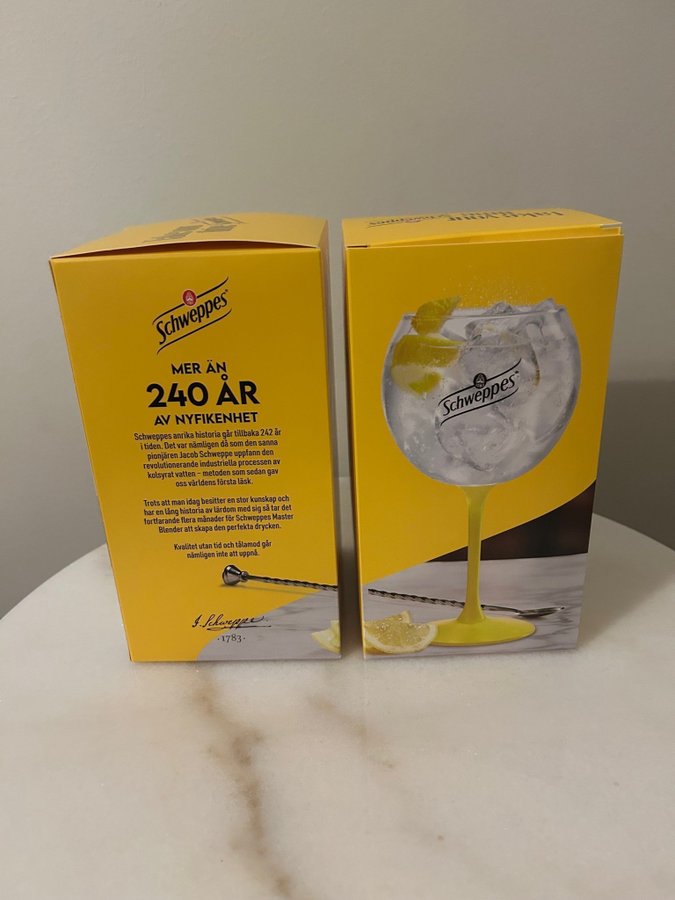 Schweppes
MER ÄN
240 ÅR
AV NYFIKENHET
Schweppes anrika historia går tillbaka 242 år
i tiden. Det var nämligen då som den sanna
pionjären Jacob Schweppe uppfann den
revolutionerande industriella processen av
kolsyrat vatten – metoden som sedan gav
oss världens första läsk.
Trots att man idag besitter en stor kunskap och
har en lång historia av lärdom med sig så tar det
fortfarande flera månader för Schweppes Master
Blender att skapa den perfekta drycken.
Kvalitet utan tid och tålamod går
nämligen inte att uppnå.
J. Schweppe
·1783·
Schweppes